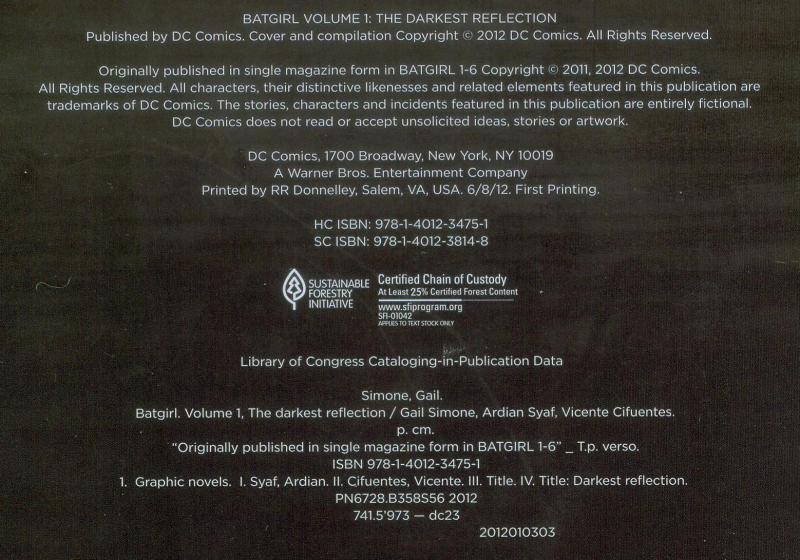 BATGIRL VOLUME 1: THE DARKEST REFLECTION
Published by DC Comics. Cover and compilation Copyright © 2012 DC Comics. All Rights Reserved.
Originally published in single magazine form in BATGIRL 1-6 Copyright © 2011, 2012 DC Comics.
All Rights Reserved. All characters, their distinctive likenesses and related elements featured in this publication are
trademarks of DC Comics. The stories, characters and incidents featured in this publication are entirely fictional.
DC Comics does not read or accept unsolicited ideas, stories or artwork.
DC Comics, 1700 Broadway, New York, NY 10019
A Warner Bros. Entertainment Company
Printed by RR Donnelley, Salem, VA, USA. 6/8/12. First Printing.
HC ISBN: 978-1-4012-3475-1
SC ISBN: 978-1-4012-3814-8
SUSTAINABLE
FORESTRY
INITIATIVE
Certified Chain of Custody
At Least 25% Certified Forest Content
www.sfiprogram.org
SFI-01042
APPLIES TO TEXT STOCK ONLY
Library of Congress Cataloging-in-Publication Data
Simone, Gail.
Batgirl. Volume 1, The darkest reflection / Gail Simone, Ardian Syaf, Vicente Cifuentes.
p. cm.
“Originally published in single magazine form in BATGIRL 1-6” _ T.p. verso.
ISBN 978-1-4012-3475-1
1. Graphic novels. I. Syaf, Ardian. II. Cifuentes, Vicente. III. Title. IV. Title: Darkest reflection.
PN6728.B358S56 2012
741.5’973 — dc23
2012010303